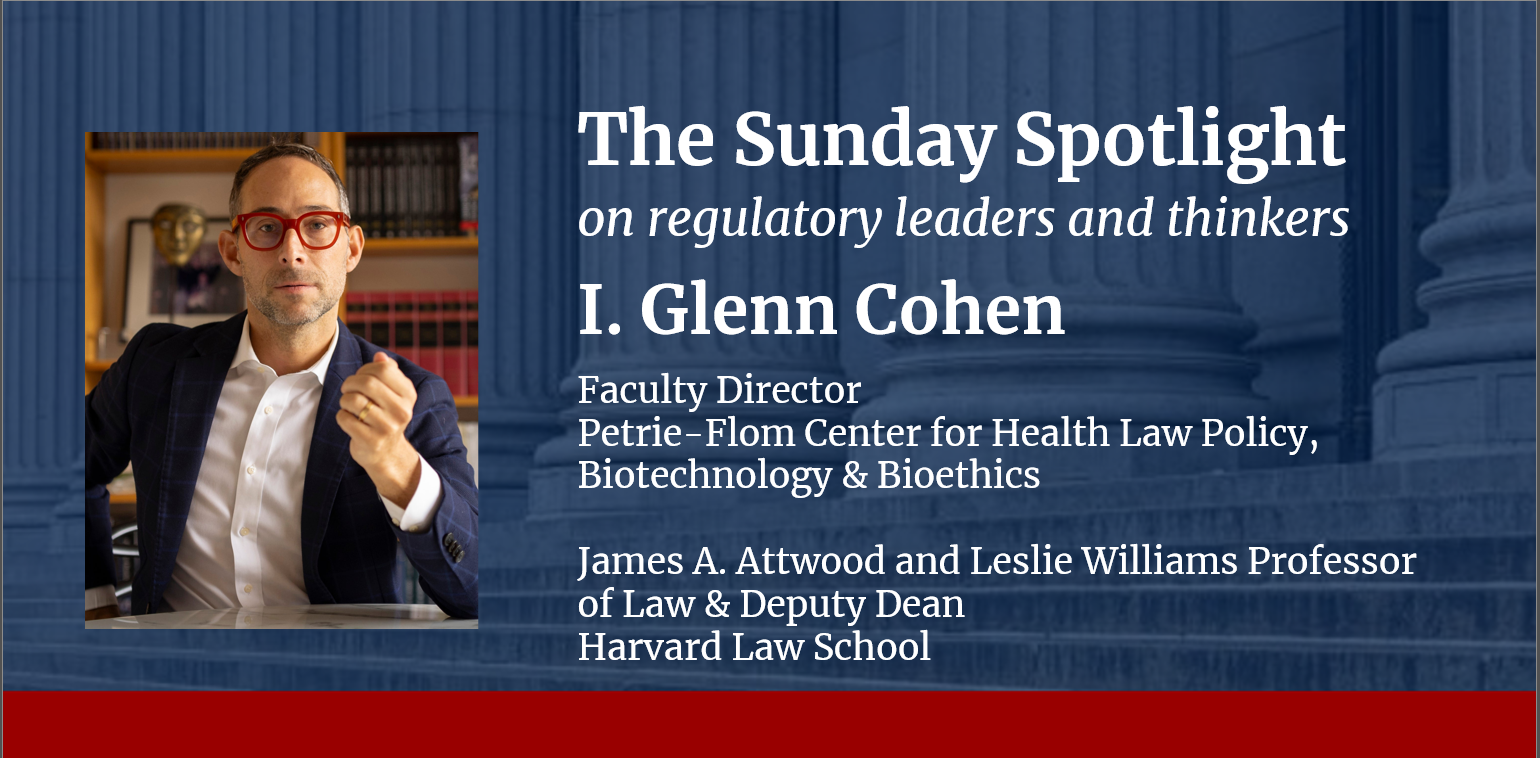 The Sunday Spotlight
on regulatory leaders and thinkers
I. Glenn Cohen
Faculty Director
Petrie-Flom Center for Health Law Policy,
Biotechnology & Bioethics
James A. Attwood and Leslie Williams Professor
of Law & Deputy Dean
Harvard Law School